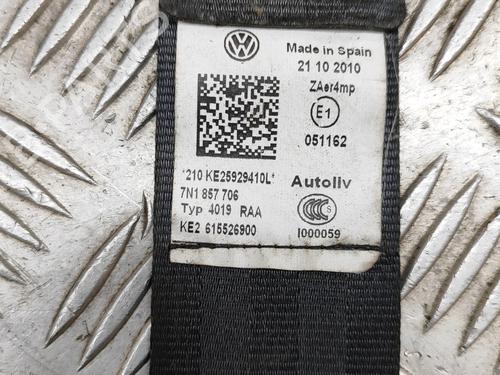 Made in Spain
21 10 2010
ZAer4mp
E1
051162
*210 KE25929410L*
7N1 857 706
Typ 4019 RAA
KE2 615526900
Autoliv
I000059